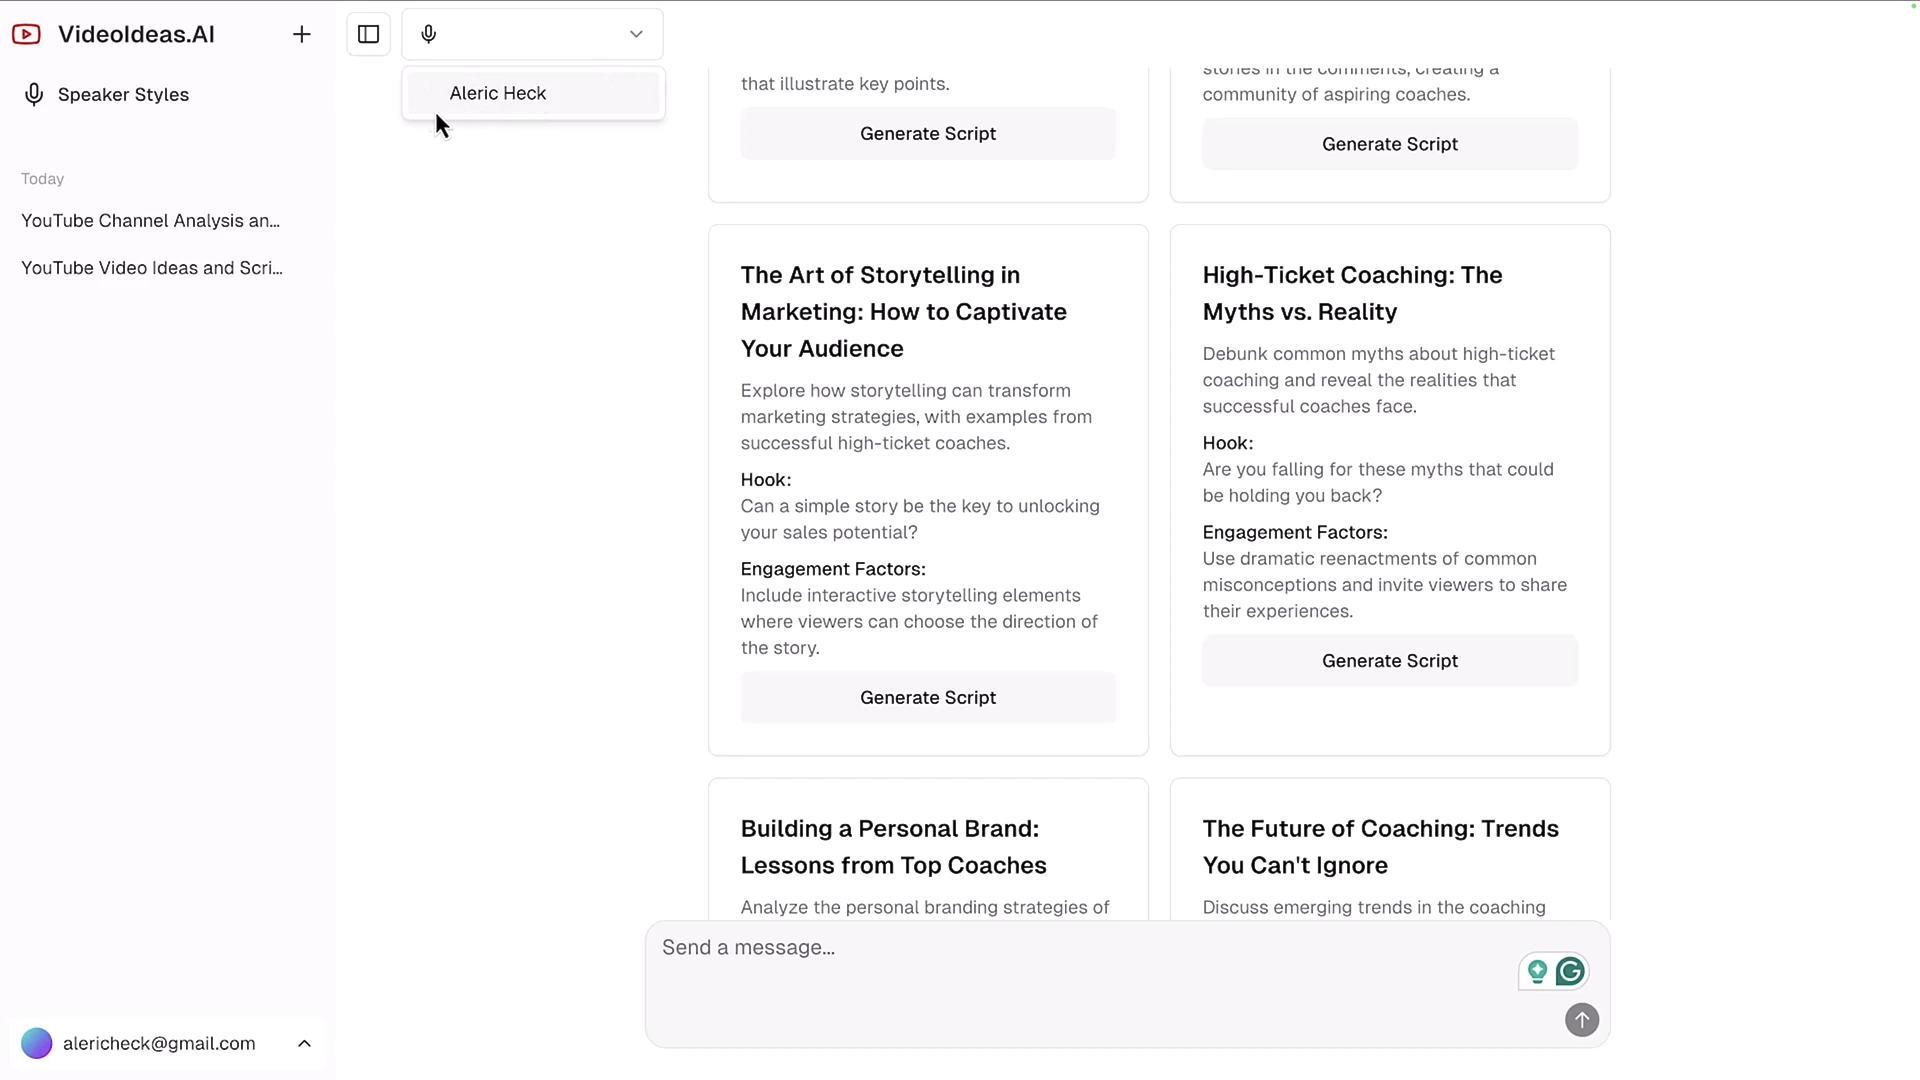 VideoIdeas.AI
Speaker Styles
Today
YouTube Channel Analysis an...
YouTube Video Ideas and Scri...
alericheck@gmail.com
Aleric Heck
that illustrate key points.
Generate Script
stories in the comments, creating a
community of aspiring coaches.
Generate Script
The Art of Storytelling in
Marketing: How to Captivate
Your Audience
Explore how storytelling can transform
marketing strategies, with examples from
successful high-ticket coaches.
Hook:
Can a simple story be the key to unlocking
your sales potential?
Engagement Factors:
Include interactive storytelling elements
where viewers can choose the direction of
the story.
Generate Script
High-Ticket Coaching: The
Myths vs. Reality
Debunk common myths about high-ticket
coaching and reveal the realities that
successful coaches face.
Hook:
Are you falling for these myths that could
be holding you back?
Engagement Factors:
Use dramatic reenactments of common
misconceptions and invite viewers to share
their experiences.
Generate Script
Building a Personal Brand:
Lessons from Top Coaches
Analyze the personal branding strategies of
The Future of Coaching: Trends
You Can't Ignore
Discuss emerging trends in the coaching
Send a message...